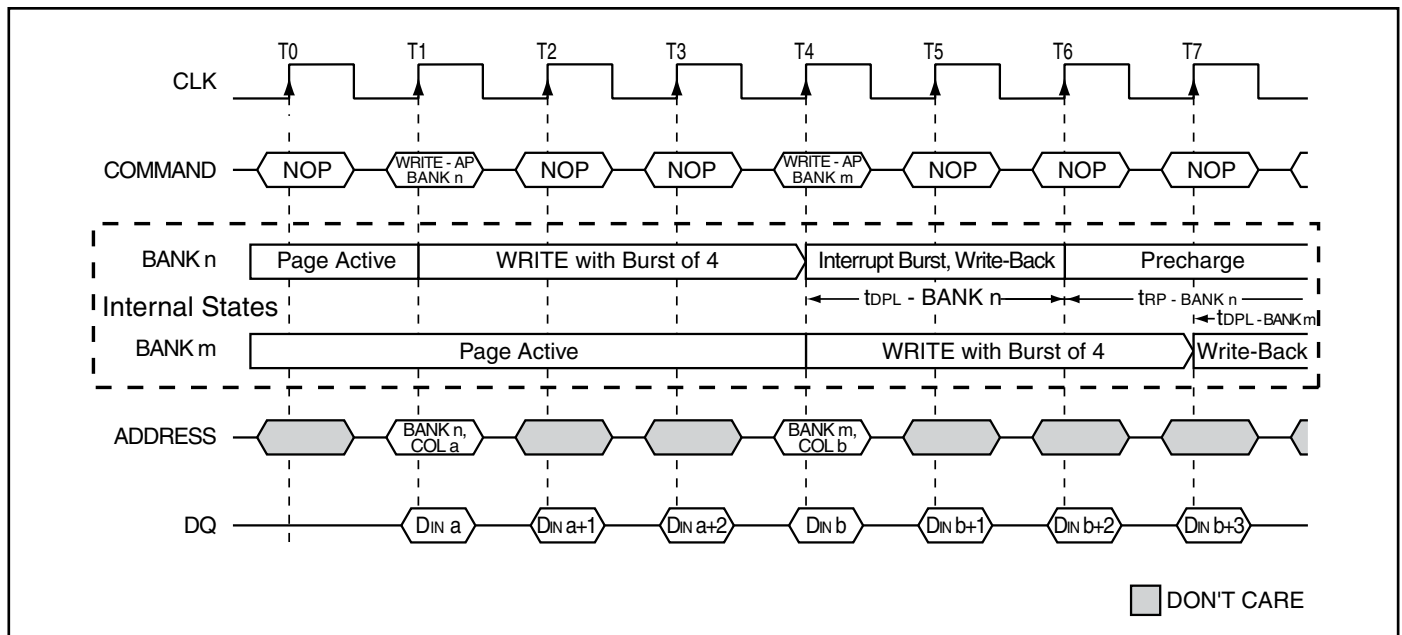 T0 T1 T2 T3 T4 T5 T6 T7
CLK
COMMAND NOP WRITE - AP BANK n NOP NOP WRITE - AP BANK m NOP NOP NOP
BANK n Page Active WRITE with Burst of 4 Interrupt Burst, Write-Back Precharge
tDPL - BANK n tRP - BANK n
Internal States
tDPL - BANK m
BANK m Page Active WRITE with Burst of 4 Write-Back
ADDRESS BANK n, COL a BANK m, COL b
DQ DIN a DIN a+1 DIN a+2 DIN b DIN b+1 DIN b+2 DIN b+3
DON'T CARE